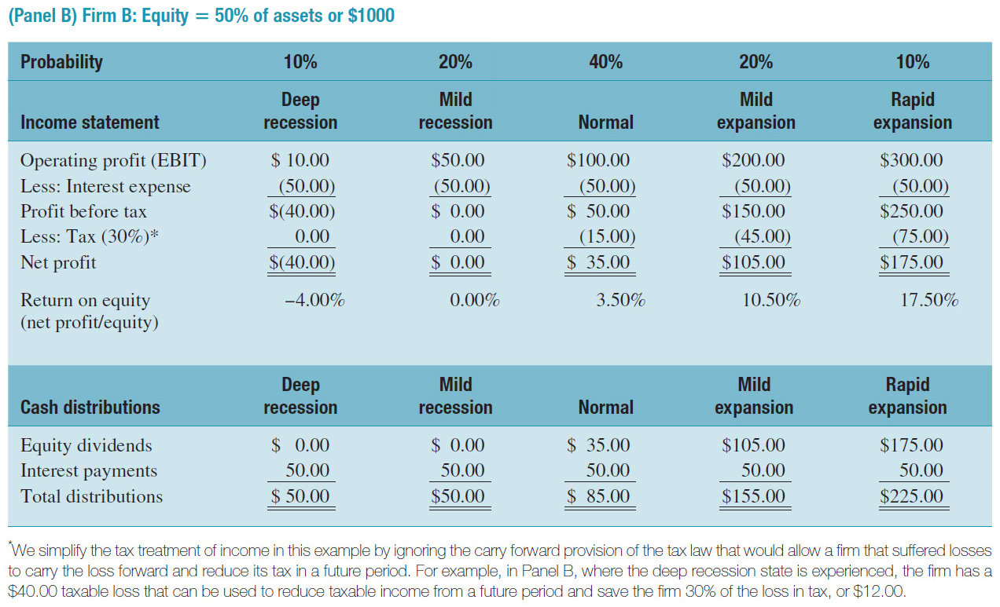 (Panel B) Firm B: Equity = 50% of assets or $1000
Probability 10% 20% 40% 20% 10%
Deep Mild Mild Rapid
Income statement recession recession Normal expansion expansion
Operating profit (EBIT) $ 10.00 $50.00 $100.00 $200.00 $300.00
Less: Interest expense (50.00) (50.00) (50.00) (50.00) (50.00)
Profit before tax $(40.00) $ 0.00 $ 50.00 $150.00 $250.00
Less: Tax (30%)* 0.00 0.00 (15.00) (45.00) (75.00)
Net profit $(40.00) $ 0.00 $ 35.00 $105.00 $175.00
Return on equity −4.00% 0.00% 3.50% 10.50% 17.50%
(net profit/equity)
Deep Mild Mild Rapid
Cash distributions recession recession Normal expansion expansion
Equity dividends $ 0.00 $ 0.00 $ 35.00 $105.00 $175.00
Interest payments 50.00 50.00 50.00 50.00 50.00
Total distributions $ 50.00 $50.00 $ 85.00 $155.00 $225.00
*We simplify the tax treatment of income in this example by ignoring the carry forward provision of the tax law that would allow a firm that suffered losses
to carry the loss forward and reduce its tax in a future period. For example, in Panel B, where the deep recession state is experienced, the firm has a
$40.00 taxable loss that can be used to reduce taxable income from a future period and save the firm 30% of the loss in tax, or $12.00.